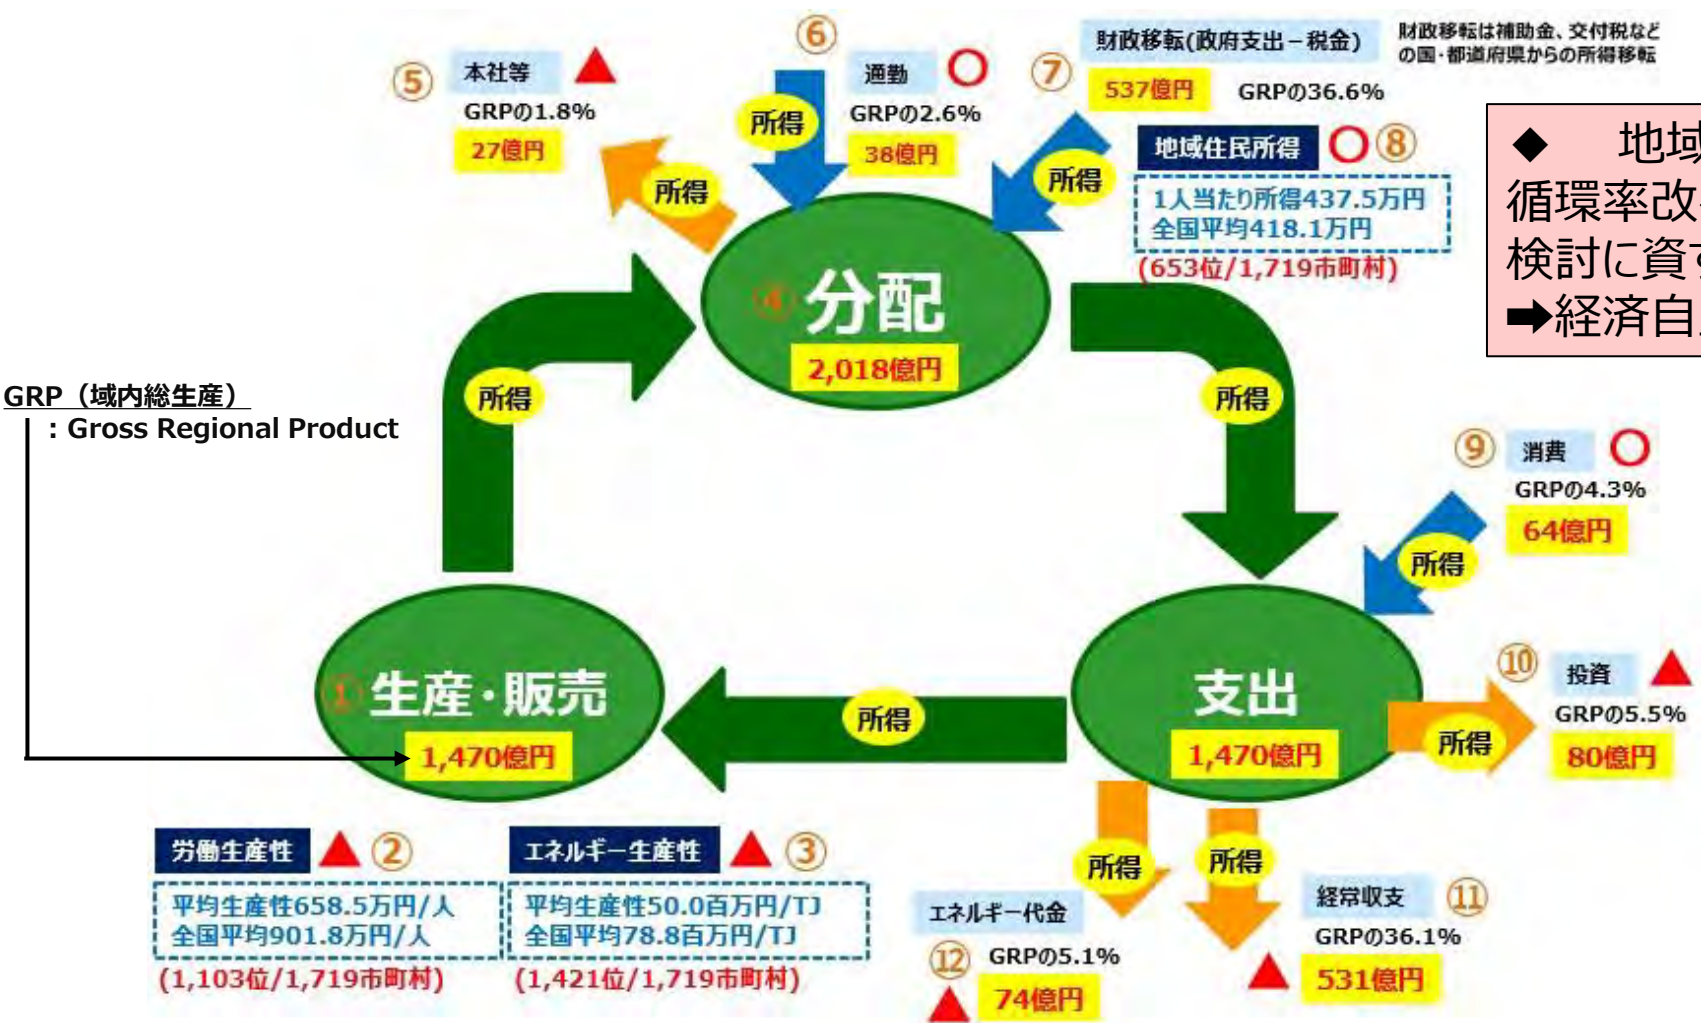 ⑤
本社等
▲
GRPの1.8%
27億円
所得
⑥
通勤
〇
GRPの2.6%
38億円
所得
⑦
財政移転(政府支出－税金)
537億円 GRPの36.6%
財政移転は補助金、交付税など
の国・都道府県からの所得移転
所得
地域住民所得 〇 ⑧
1人当たり所得437.5万円
全国平均418.1万円
(653位/1,719市町村)
◆ 地域
循環率改
検討に資す
➡経済自
④ 分配
2,018億円
所得
所得
GRP（域内総生産）
：Gross Regional Product
⑨
消費
〇
GRPの4.3%
64億円
所得
① 生産・販売
1,470億円
所得
支出
1,470億円
所得
⑩
投資
▲
GRPの5.5%
80億円
労働生産性 ▲ ②
平均生産性658.5万円/人
全国平均901.8万円/人
(1,103位/1,719市町村)
エネルギー生産性 ▲ ③
平均生産性50.0百万円/TJ
全国平均78.8百万円/TJ
(1,421位/1,719市町村)
所得
エネルギー代金
⑫
GRPの5.1%
▲
74億円
所得
経常収支 ⑪
GRPの36.1%
▲
531億円